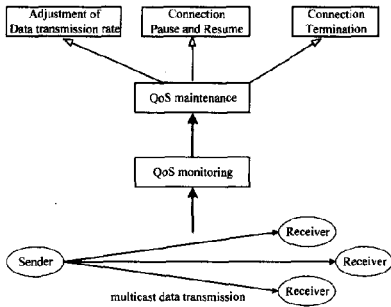 Adjustment of
Data transmission rate
Connection
Pause and Resume
Connection
Termination
QoS maintenance
QoS monitoring
Receiver
Sender
Receiver
Receiver
multicast data transmission